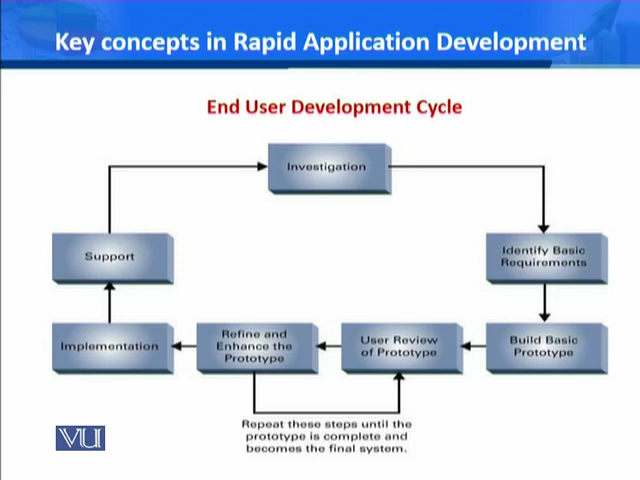 Key concepts in Rapid Application Development
End User Development Cycle
Investigation
Support
Identify Basic
Requirements
Implementation
Refine and
Enhance the
Prototype
User Review
of Prototype
Build Basic
Prototype
Repeat these steps until the
prototype is complete and
becomes the final system.
VU